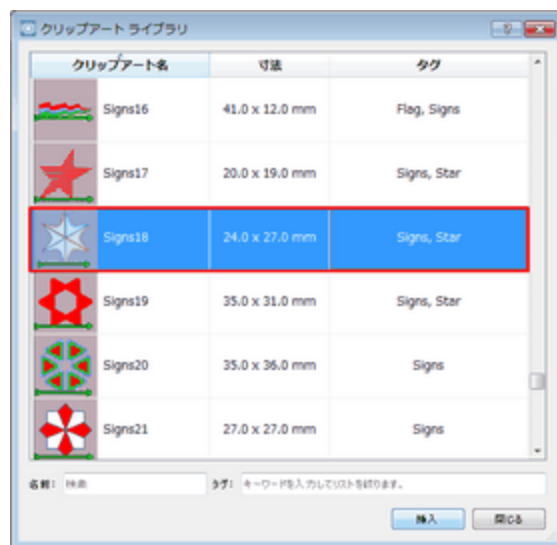 クリップアート ライブラリ
クリップアート名 寸法 タグ
Signs16 41.0 x 12.0 mm Flag, Signs
Signs17 20.0 x 19.0 mm Signs, Star
Signs18 24.0 x 27.0 mm Signs, Star
Signs19 35.0 x 31.0 mm Signs, Star
Signs20 35.0 x 36.0 mm Signs
Signs21 27.0 x 27.0 mm Signs
名前: 検索 タグ: キーワードを入力してリストを絞ります。
挿入 閉じる